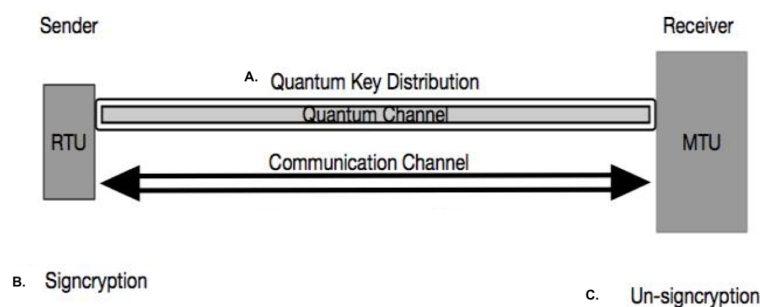 Sender
Receiver
A. Quantum Key Distribution
Quantum Channel
RTU
MTU
Communication Channel
B. Signcryption
C. Un-signcryption